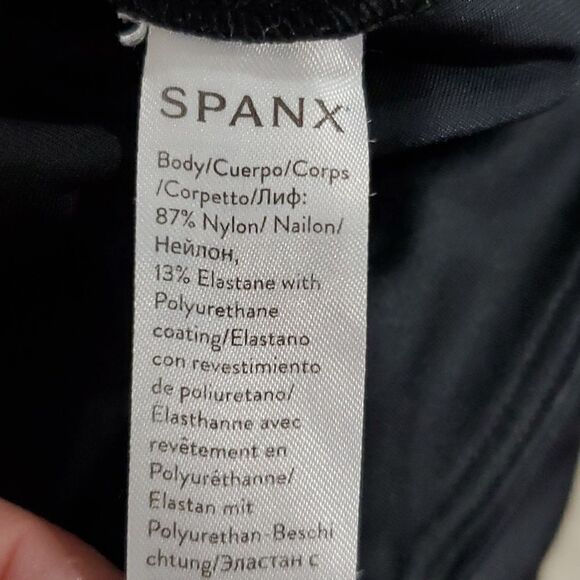 SPANX
Body/Cuerpo/Corps
/Corpetto/Лиф:
87% Nylon/ Nailon/
Нейлон,
13% Elastane with
Polyurethane
coating/Elastano
con revestimiento
de poliuretano/
Élasthanne avec
revêtement en
Polyuréthanne/
Elastan mit
Polyurethan-Beschi
chtung/Эластан с